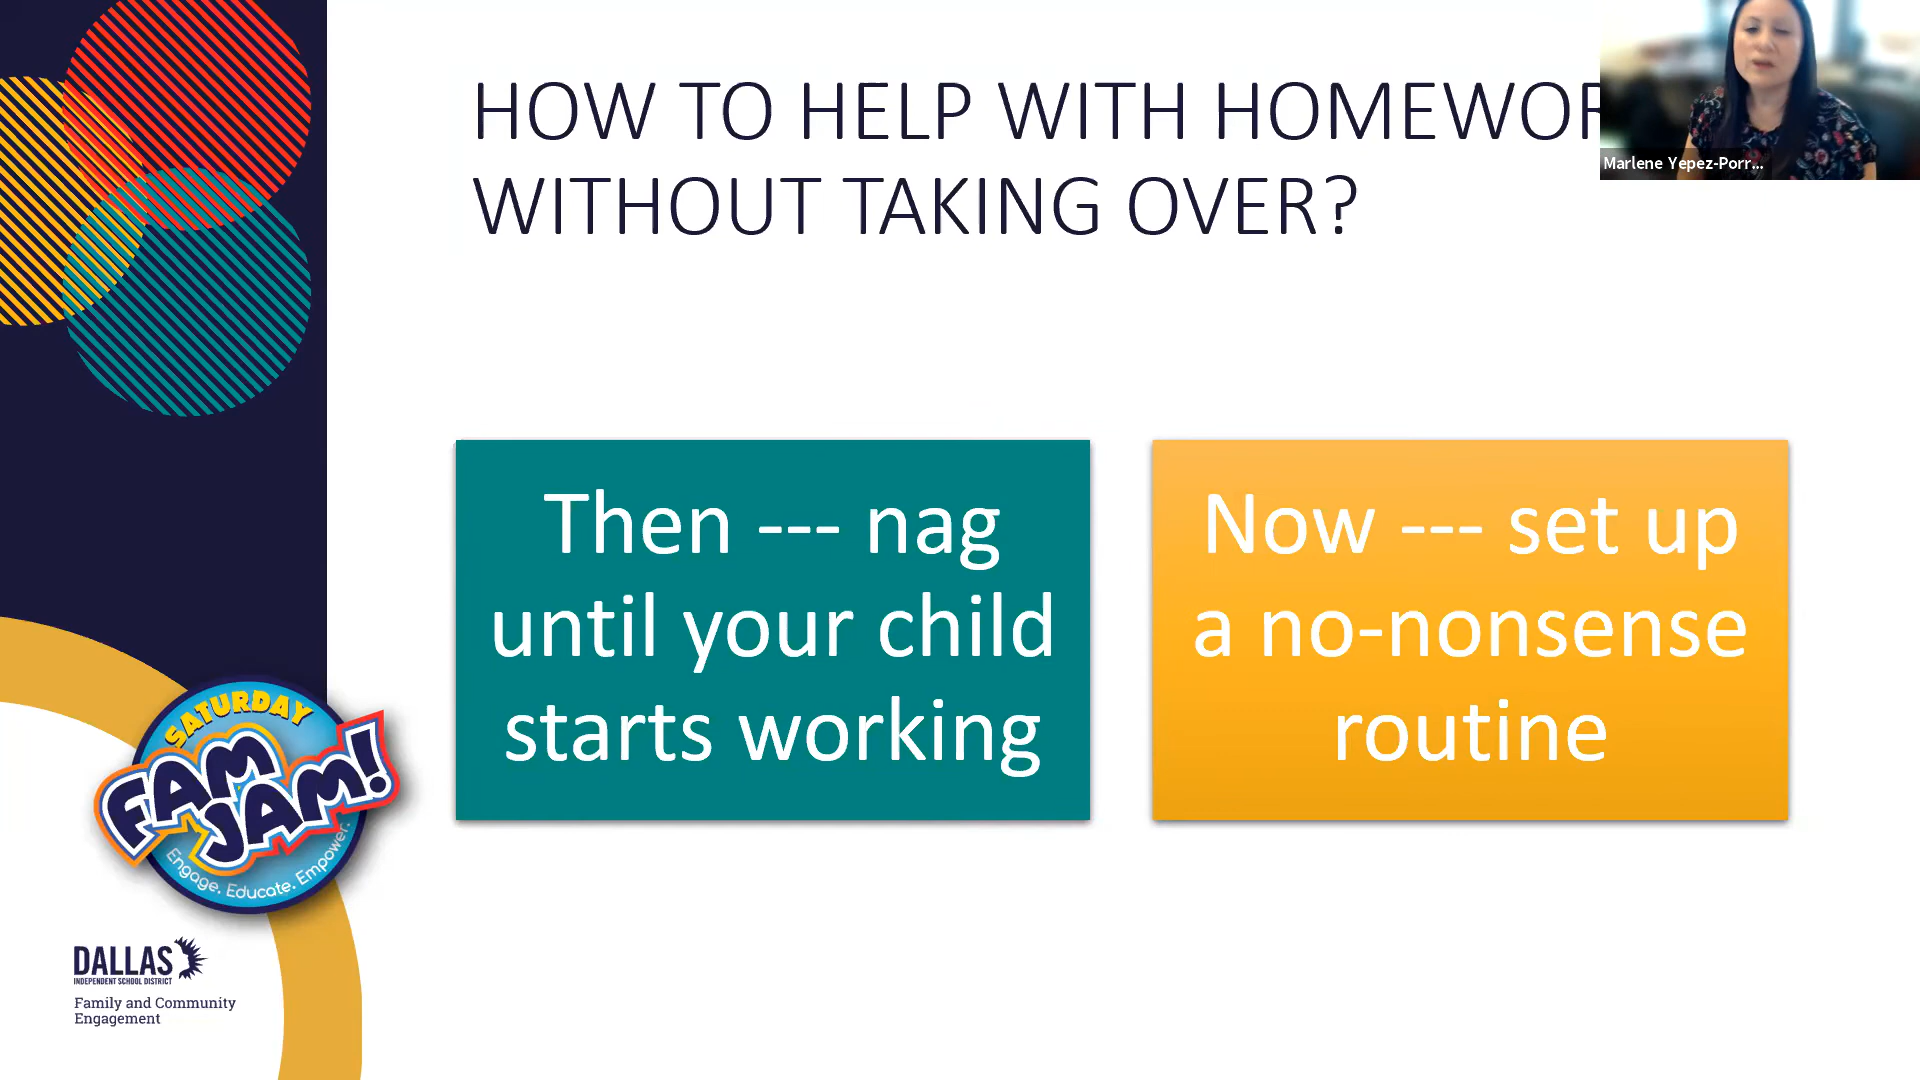 HOW TO HELP WITH HOMEWOR
WITHOUT TAKING OVER?
Marlene Yepez-Porr...
Then --- nag
until your child
starts working
Now --- set up
a no-nonsense
routine
SATURDAY
FAM
JAM!
Engage. Educate. Empower.
DALLAS
INDEPENDENT SCHOOL DISTRICT
Family and Community
Engagement